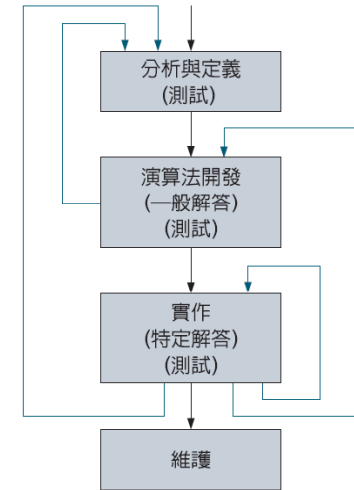 分析與定義
(測試)
演算法開發
(一般解答)
(測試)
實作
(特定解答)
(測試)
維護